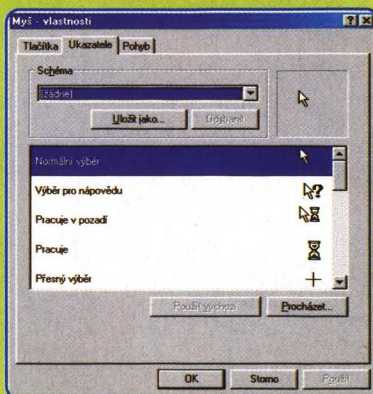 Myš - vlastnosti
Tlačítka Ukazatele Pohyb
Schéma
(žádné)
Uložit jako... Odstranit
Normální výběr
Výběr pro nápovědu
Pracuje v pozadí
Pracuje
Přesný výběr
Použít výchozí Procházet...
OK Storno Použít